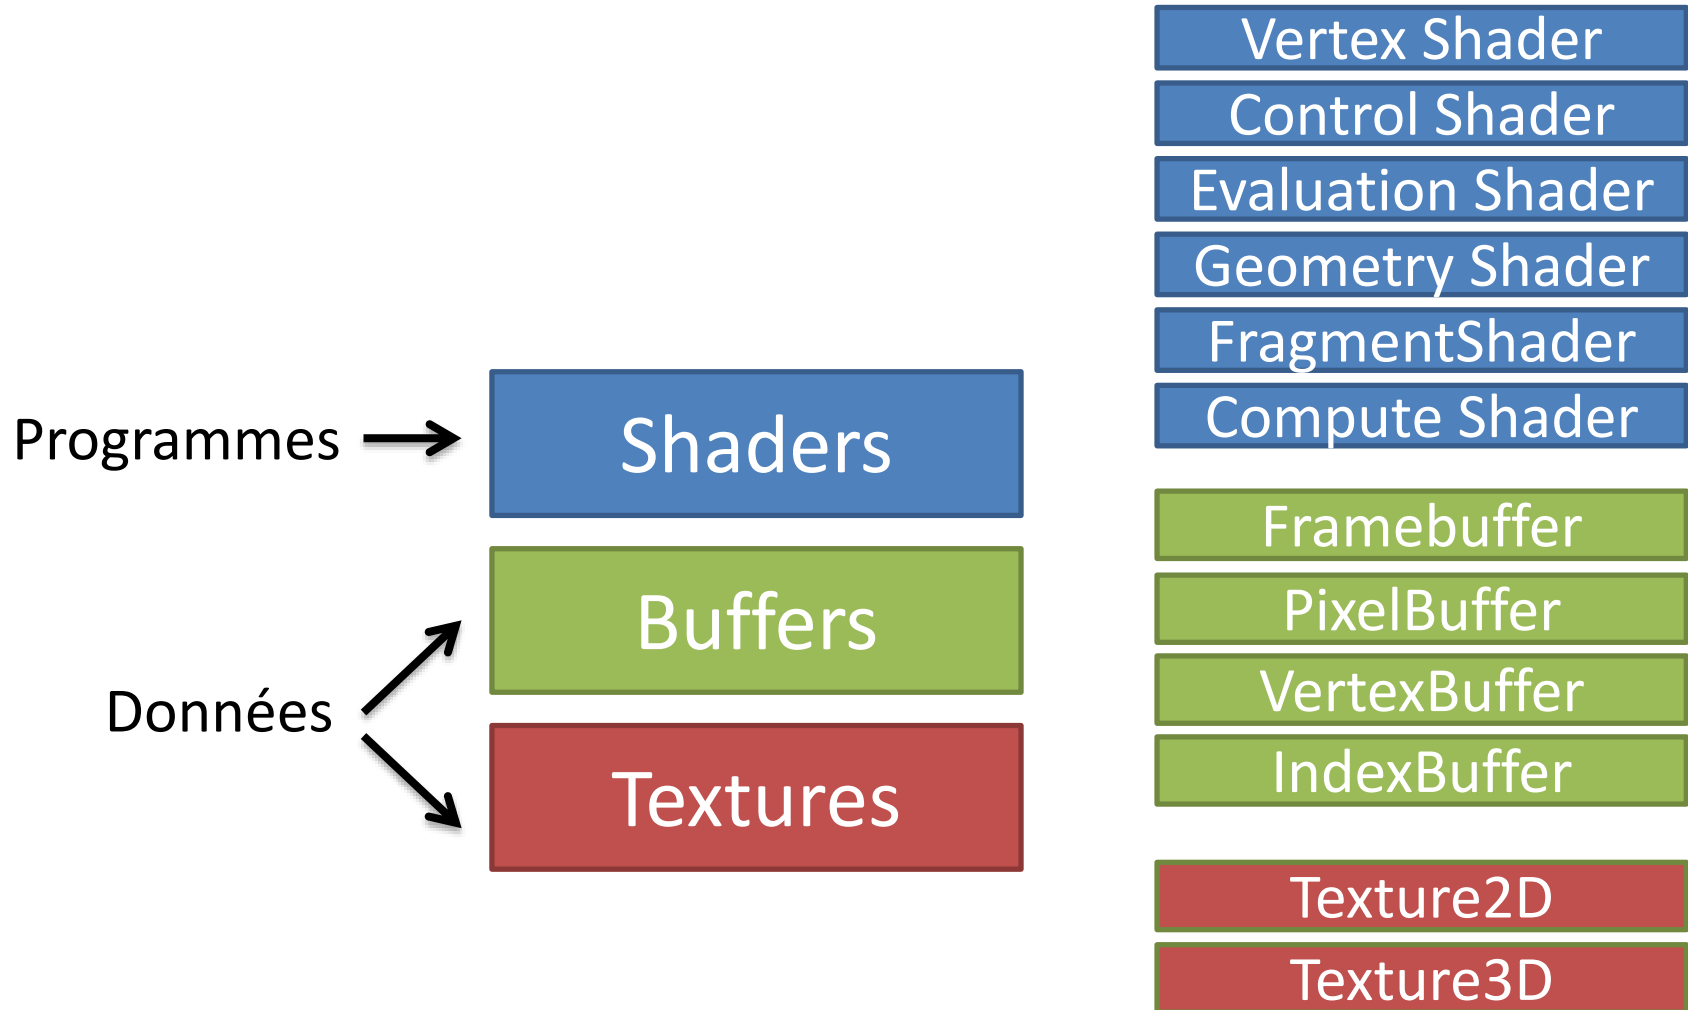 Programmes
Données
Shaders
Buffers
Textures
Vertex Shader
Control Shader
Evaluation Shader
Geometry Shader
FragmentShader
Compute Shader
Framebuffer
PixelBuffer
VertexBuffer
IndexBuffer
Texture2D
Texture3D